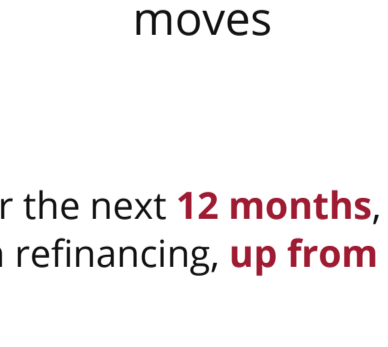 moves
r the next 12 months,
refinancing, up from